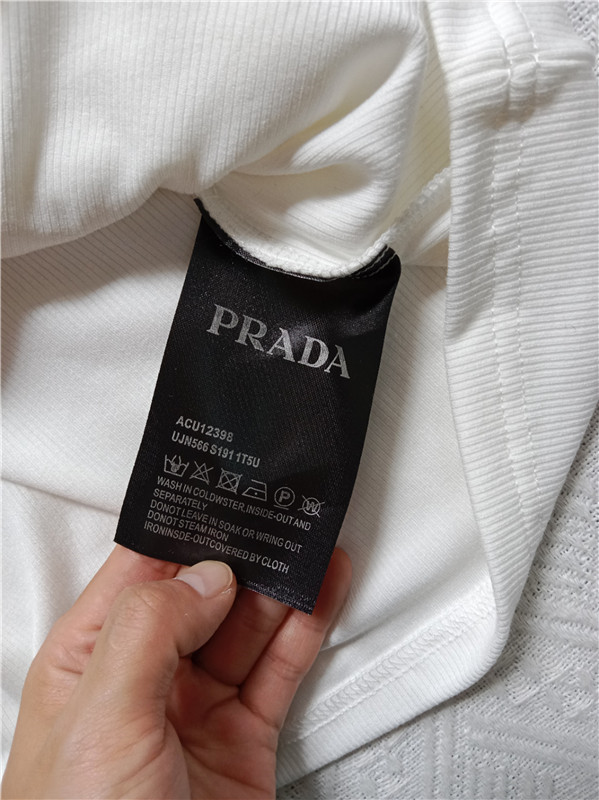 PRADA
ACU12398
UJN566 S191 1T5U
WASH IN COLDWSTER,INSIDE-OUT AND
SEPARATELY
DONOT LEAVE IN SOAK OR WRING OUT
DONOT STEAM IRON
IRONINSDE-OUTCOVERED BY CLOTH